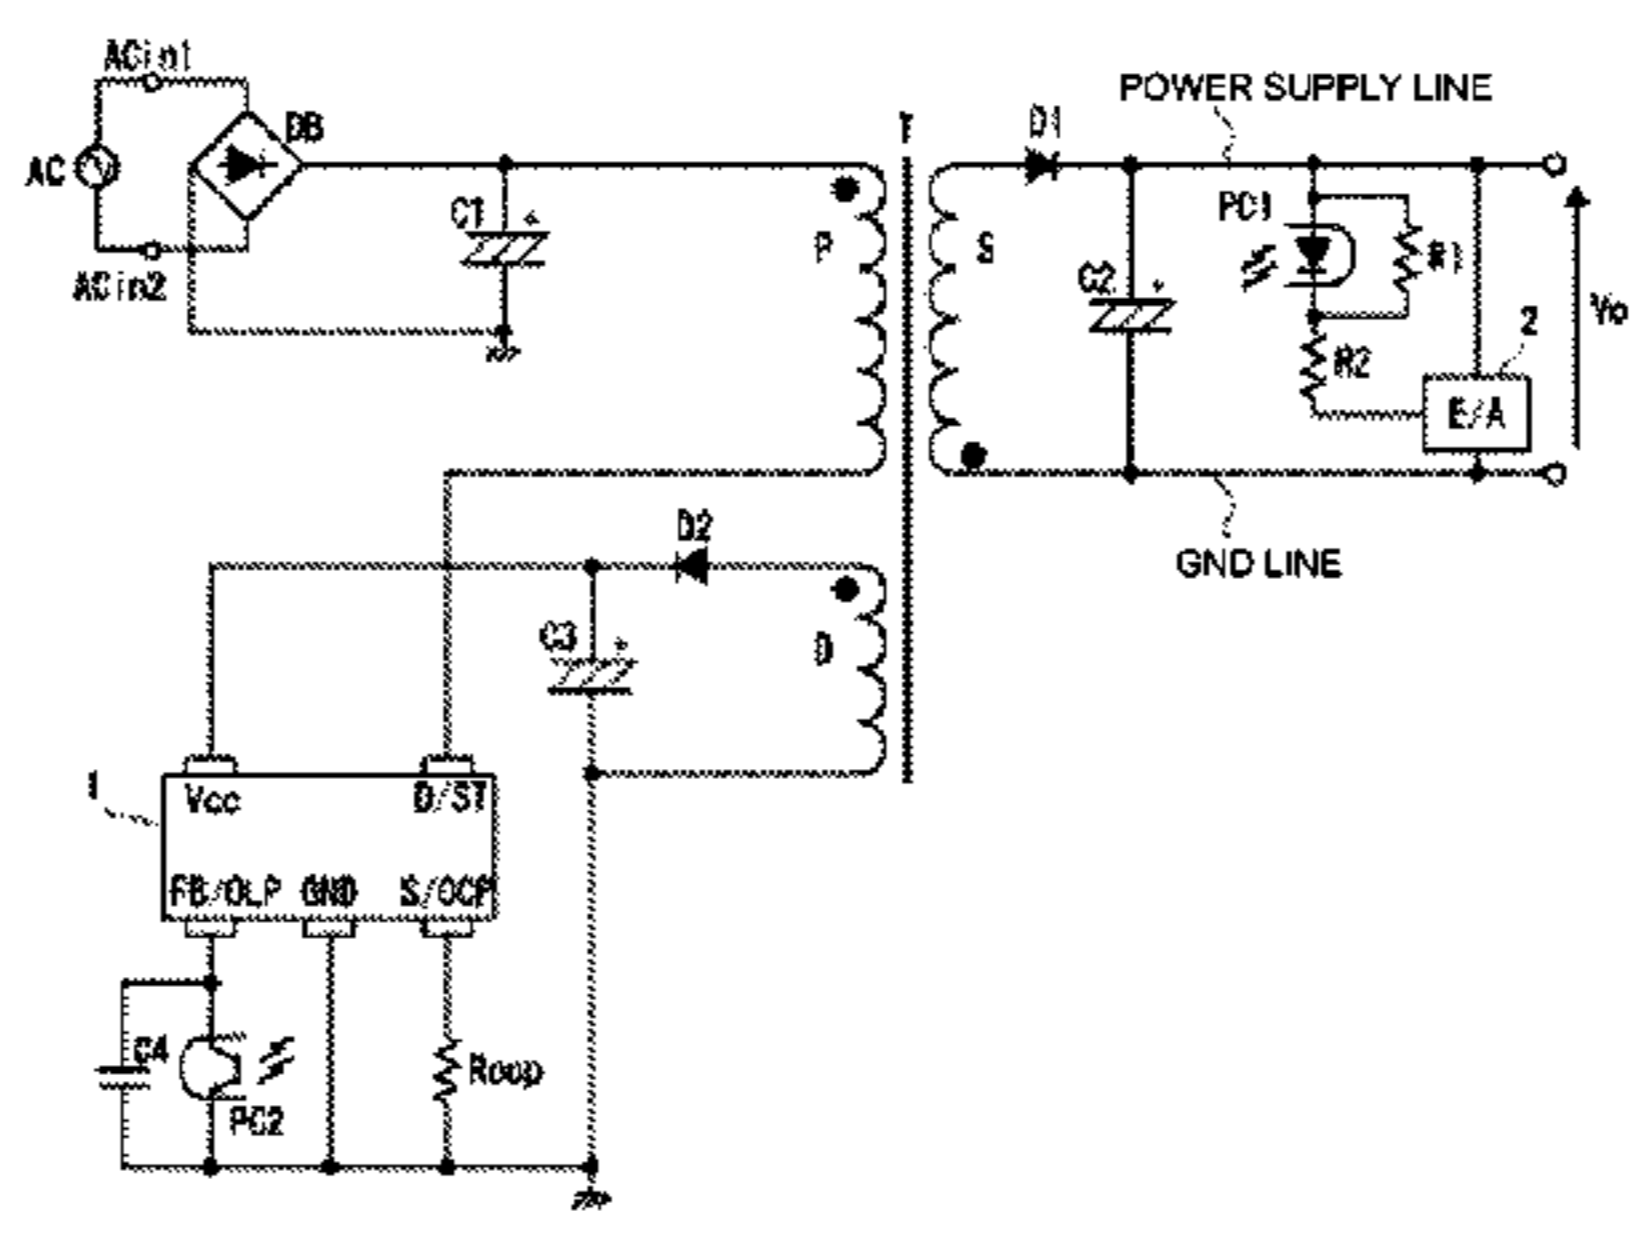 ACin1
DB
AC
ACin2
C1
+
P
T
S
D1
POWER SUPPLY LINE
C2
+
PC1
R1
R2
2
E/A
Vo
GND LINE
D2
C3
+
D
1
Vcc
D/ST
FB/OLP GND S/OCP
C4
PC2
Rocp